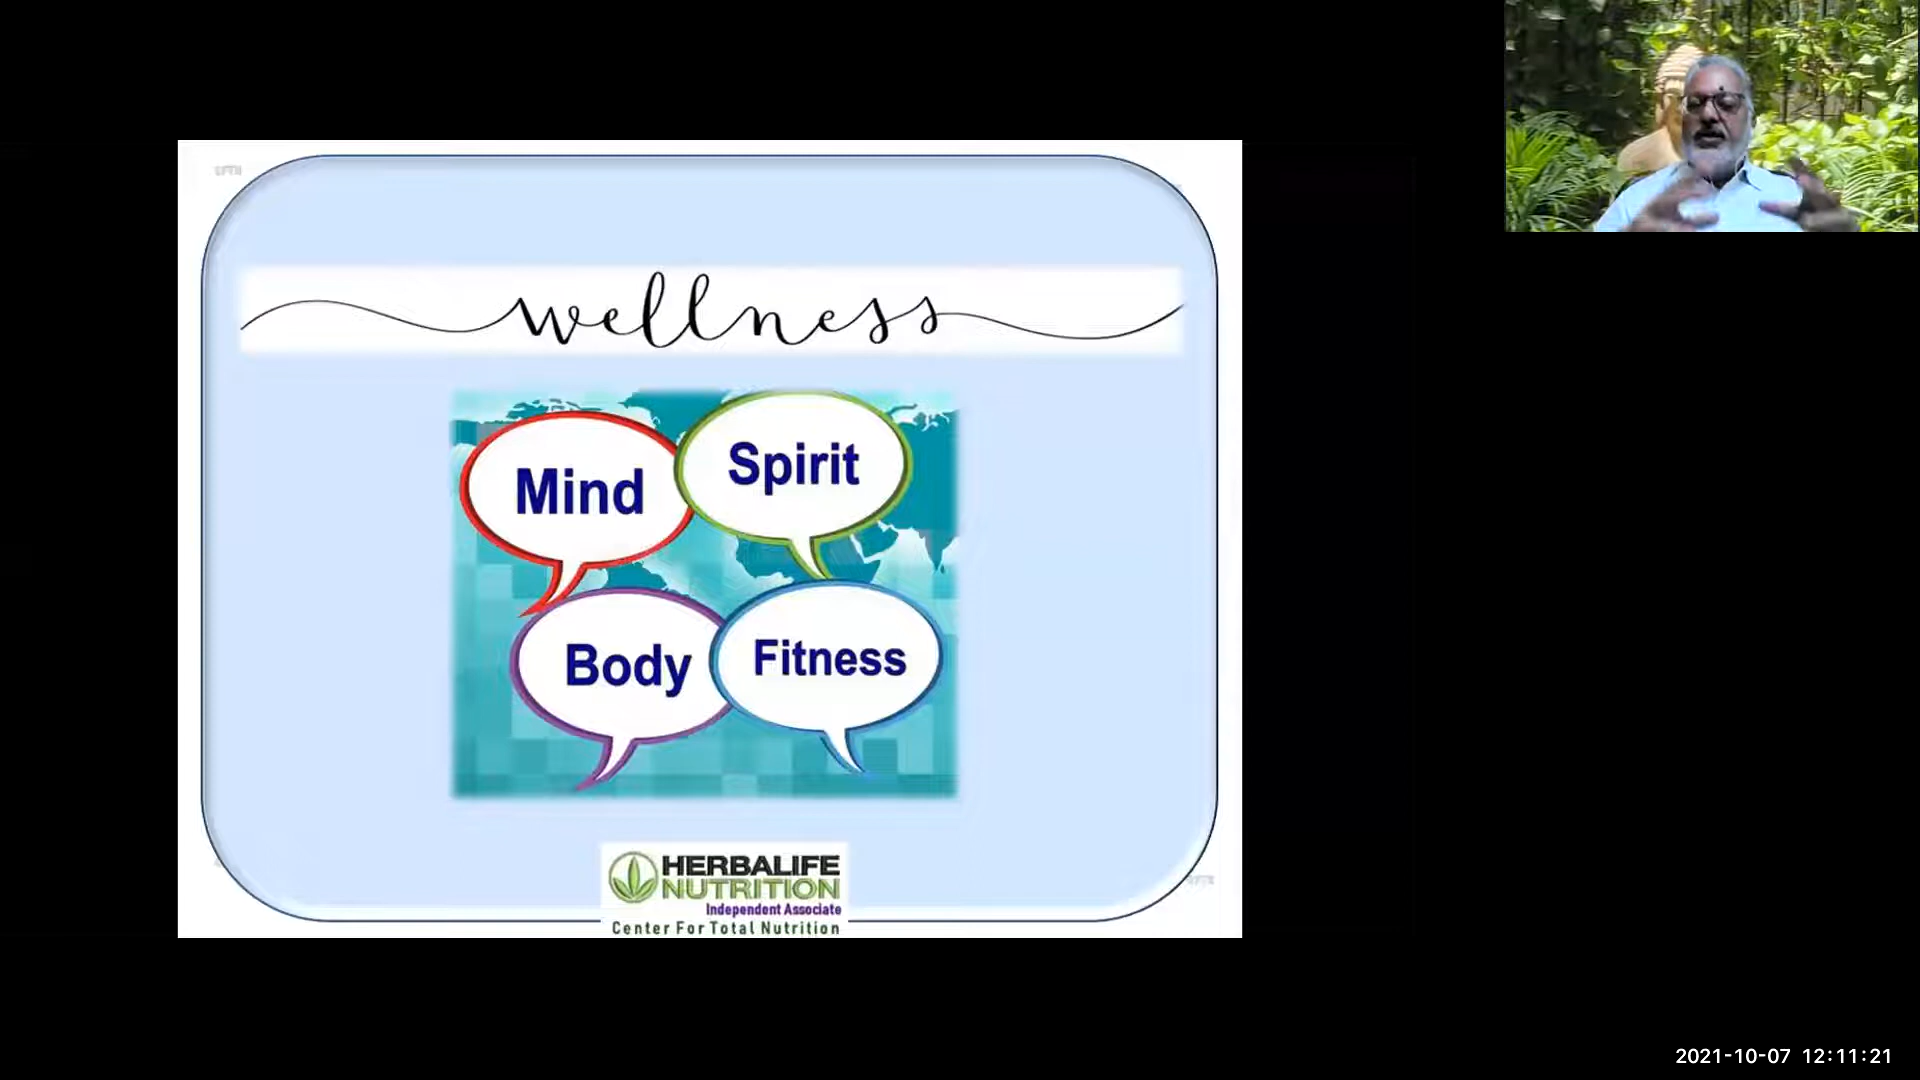 wellness
Mind
Spirit
Body
Fitness
HERBALIFE
NUTRITION
Independent Associate
Center For Total Nutrition
2021-10-07 12:11:21